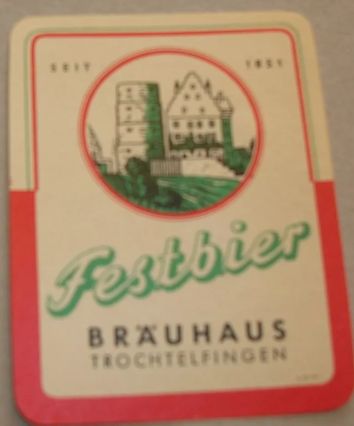 SEIT 1851
Festbier
BRÄUHAUS
TROCHTELFINGEN